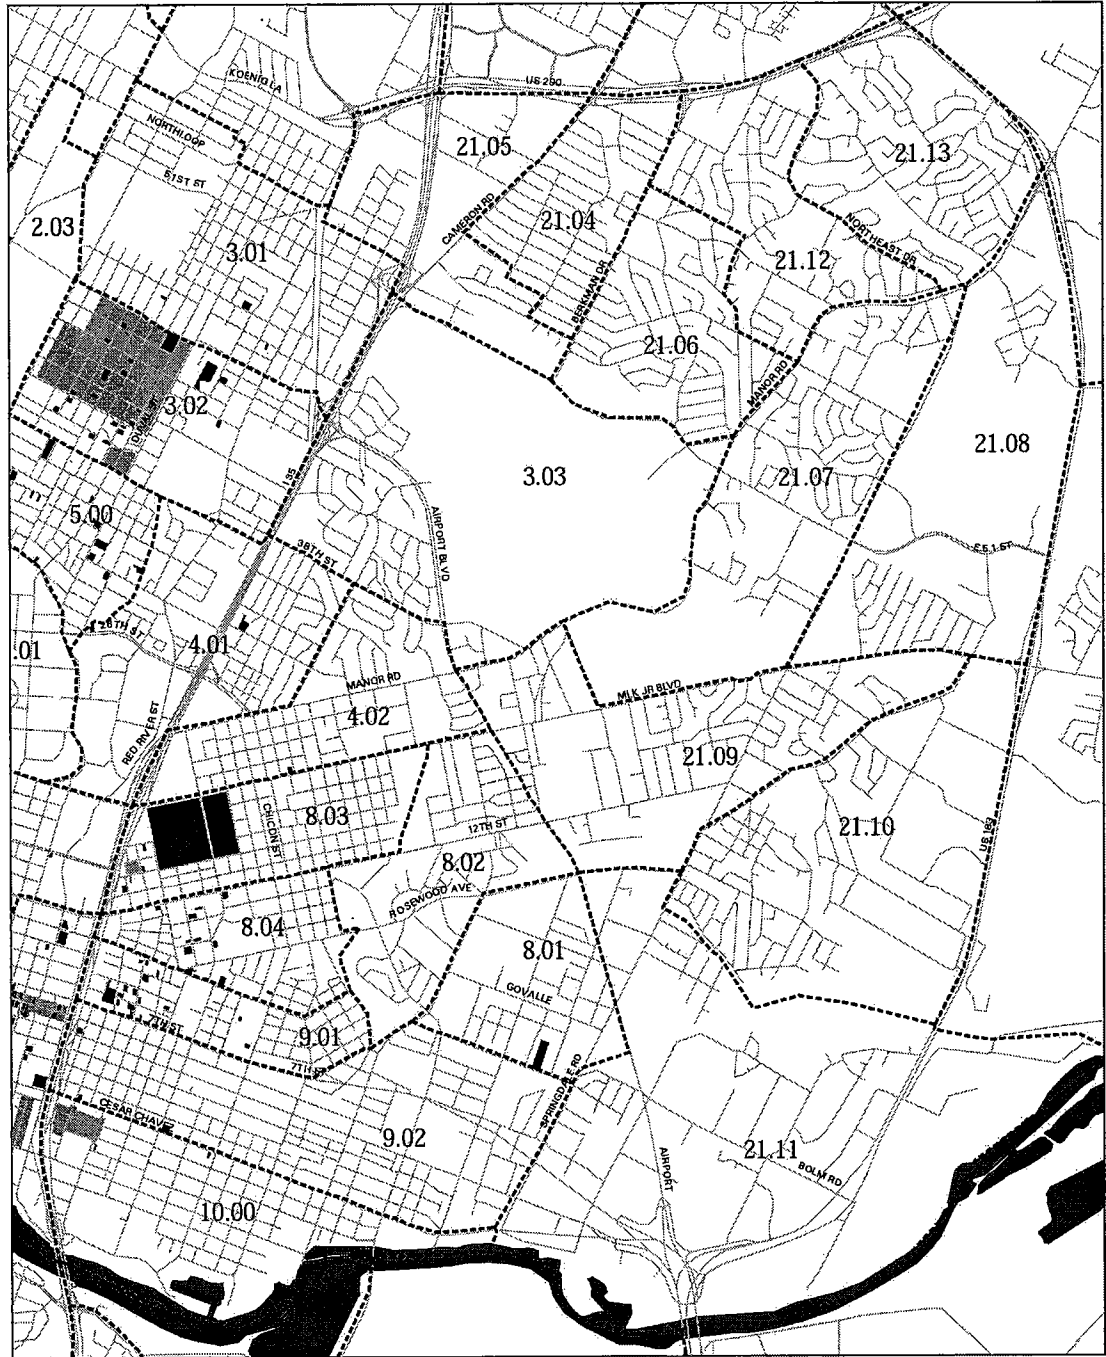 KOENIG LA
US 290
NORTHLOOP
21.05
21.13
51ST ST
2.03
3.01
CAMERON RD
21.04
NORTHEAST DR
21.12
BERKMAN DR
21.06
MANOR RD
3.02
DUVAL ST
21.08
I 35
3.03
21.07
5.00
AIRPORT BLVD
38TH ST
E 51 ST
26TH ST
4.01
.01
MANOR RD
MLK JR BLVD
RED RIVER ST
4.02
21.09
8.03
CHICON ST
12TH ST
21.10
US 183
8.02
ROSEWOOD AVE
8.04
8.01
GOVALLE
7TH ST
9.01
7TH ST
SPRINGDALE RD
CESAR CHAVEZ
9.02
21.11
BOLM RD
AIRPORT
10.00